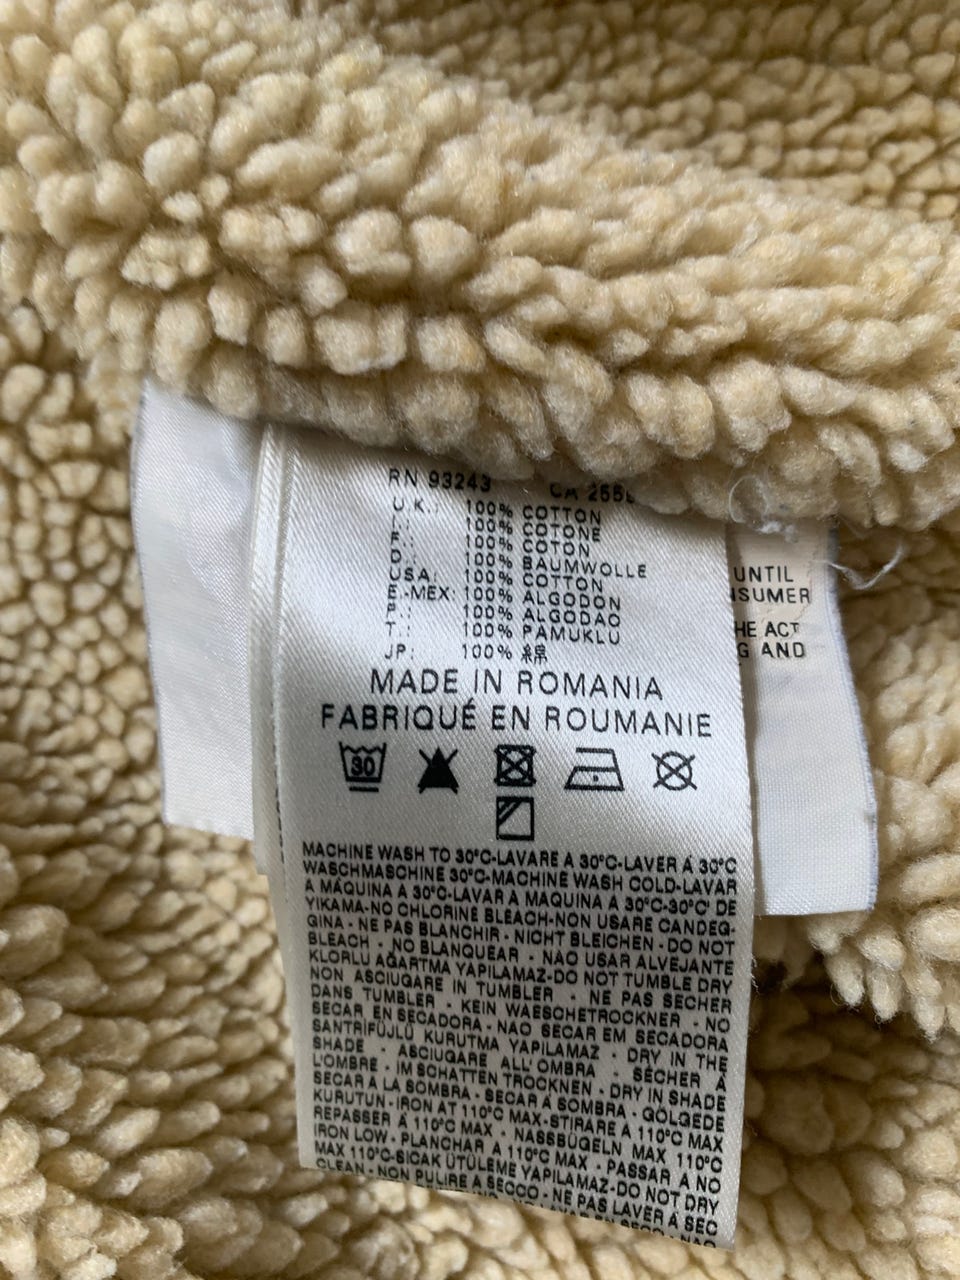 RN 93243 CA
U.K.: 100% COTTON
I.: 100% COTONE
F.: 100% COTON
D.: 100% BAUMWOLLE
USA: 100% COTTON
E.-MEX: 100% ALGODON
P.: 100% ALGODAO
T.: 100% PAMUKLU
JP: 100% 綿
MADE IN ROMANIA
FABRIQUÉ EN ROUMANIE
30
MACHINE WASH TO 30°C-LAVARE A 30°C-LAVER Á 30°C
WASCHMASCHINE 30°C-MACHINE WASH COLD-LAVAR
A MÁQUINA A 30°C-LAVAR A MAQUINA A 30°C-30°C' DE
YIKAMA-NO CHLORINE BLEACH-NON USARE CANDEG-
GINA - NE PAS BLANCHIR - NICHT BLEICHEN - DO NOT
BLEACH - NO BLANQUEAR - NAO USAR ALVEJANTE
KLORLU AĞARTMA YAPILAMAZ-DO NOT TUMBLE DRY
NON ASCIUGARE IN TUMBLER - NE PAS SECHER
DANS TUMBLER - KEIN WAESCHETROCKNER - NO
SECAR EN SECADORA - NAO SECAR EM SECADORA
SANTRİFÜJLÜ KURUTMA YAPILAMAZ - DRY IN THE
SHADE - ASCIUGARE ALL'OMBRA - SÉCHER Á
L'OMBRE - IM SCHATTEN TROCKNEN - DRY IN SHADE
SECAR A LA SOMBRA - SECAR A SOMBRA - GÖLGEDE
KURUTUN-IRON AT 110°C MAX-STIRARE A 110°C MAX
REPASSER Á 110°C MAX - NASSBÜGELN MAX 110°C
IRON LOW - PLANCHAR A 110°C MAX - PASSAR A NO
MAX 110°C-SICAK ÜTÜLEME YAPILAMAZ-DO NOT DRY
CLEAN - NON PULIRE A SECCO - NE PAS LAVER Á SEC
UNTIL
HE ACT
G AND